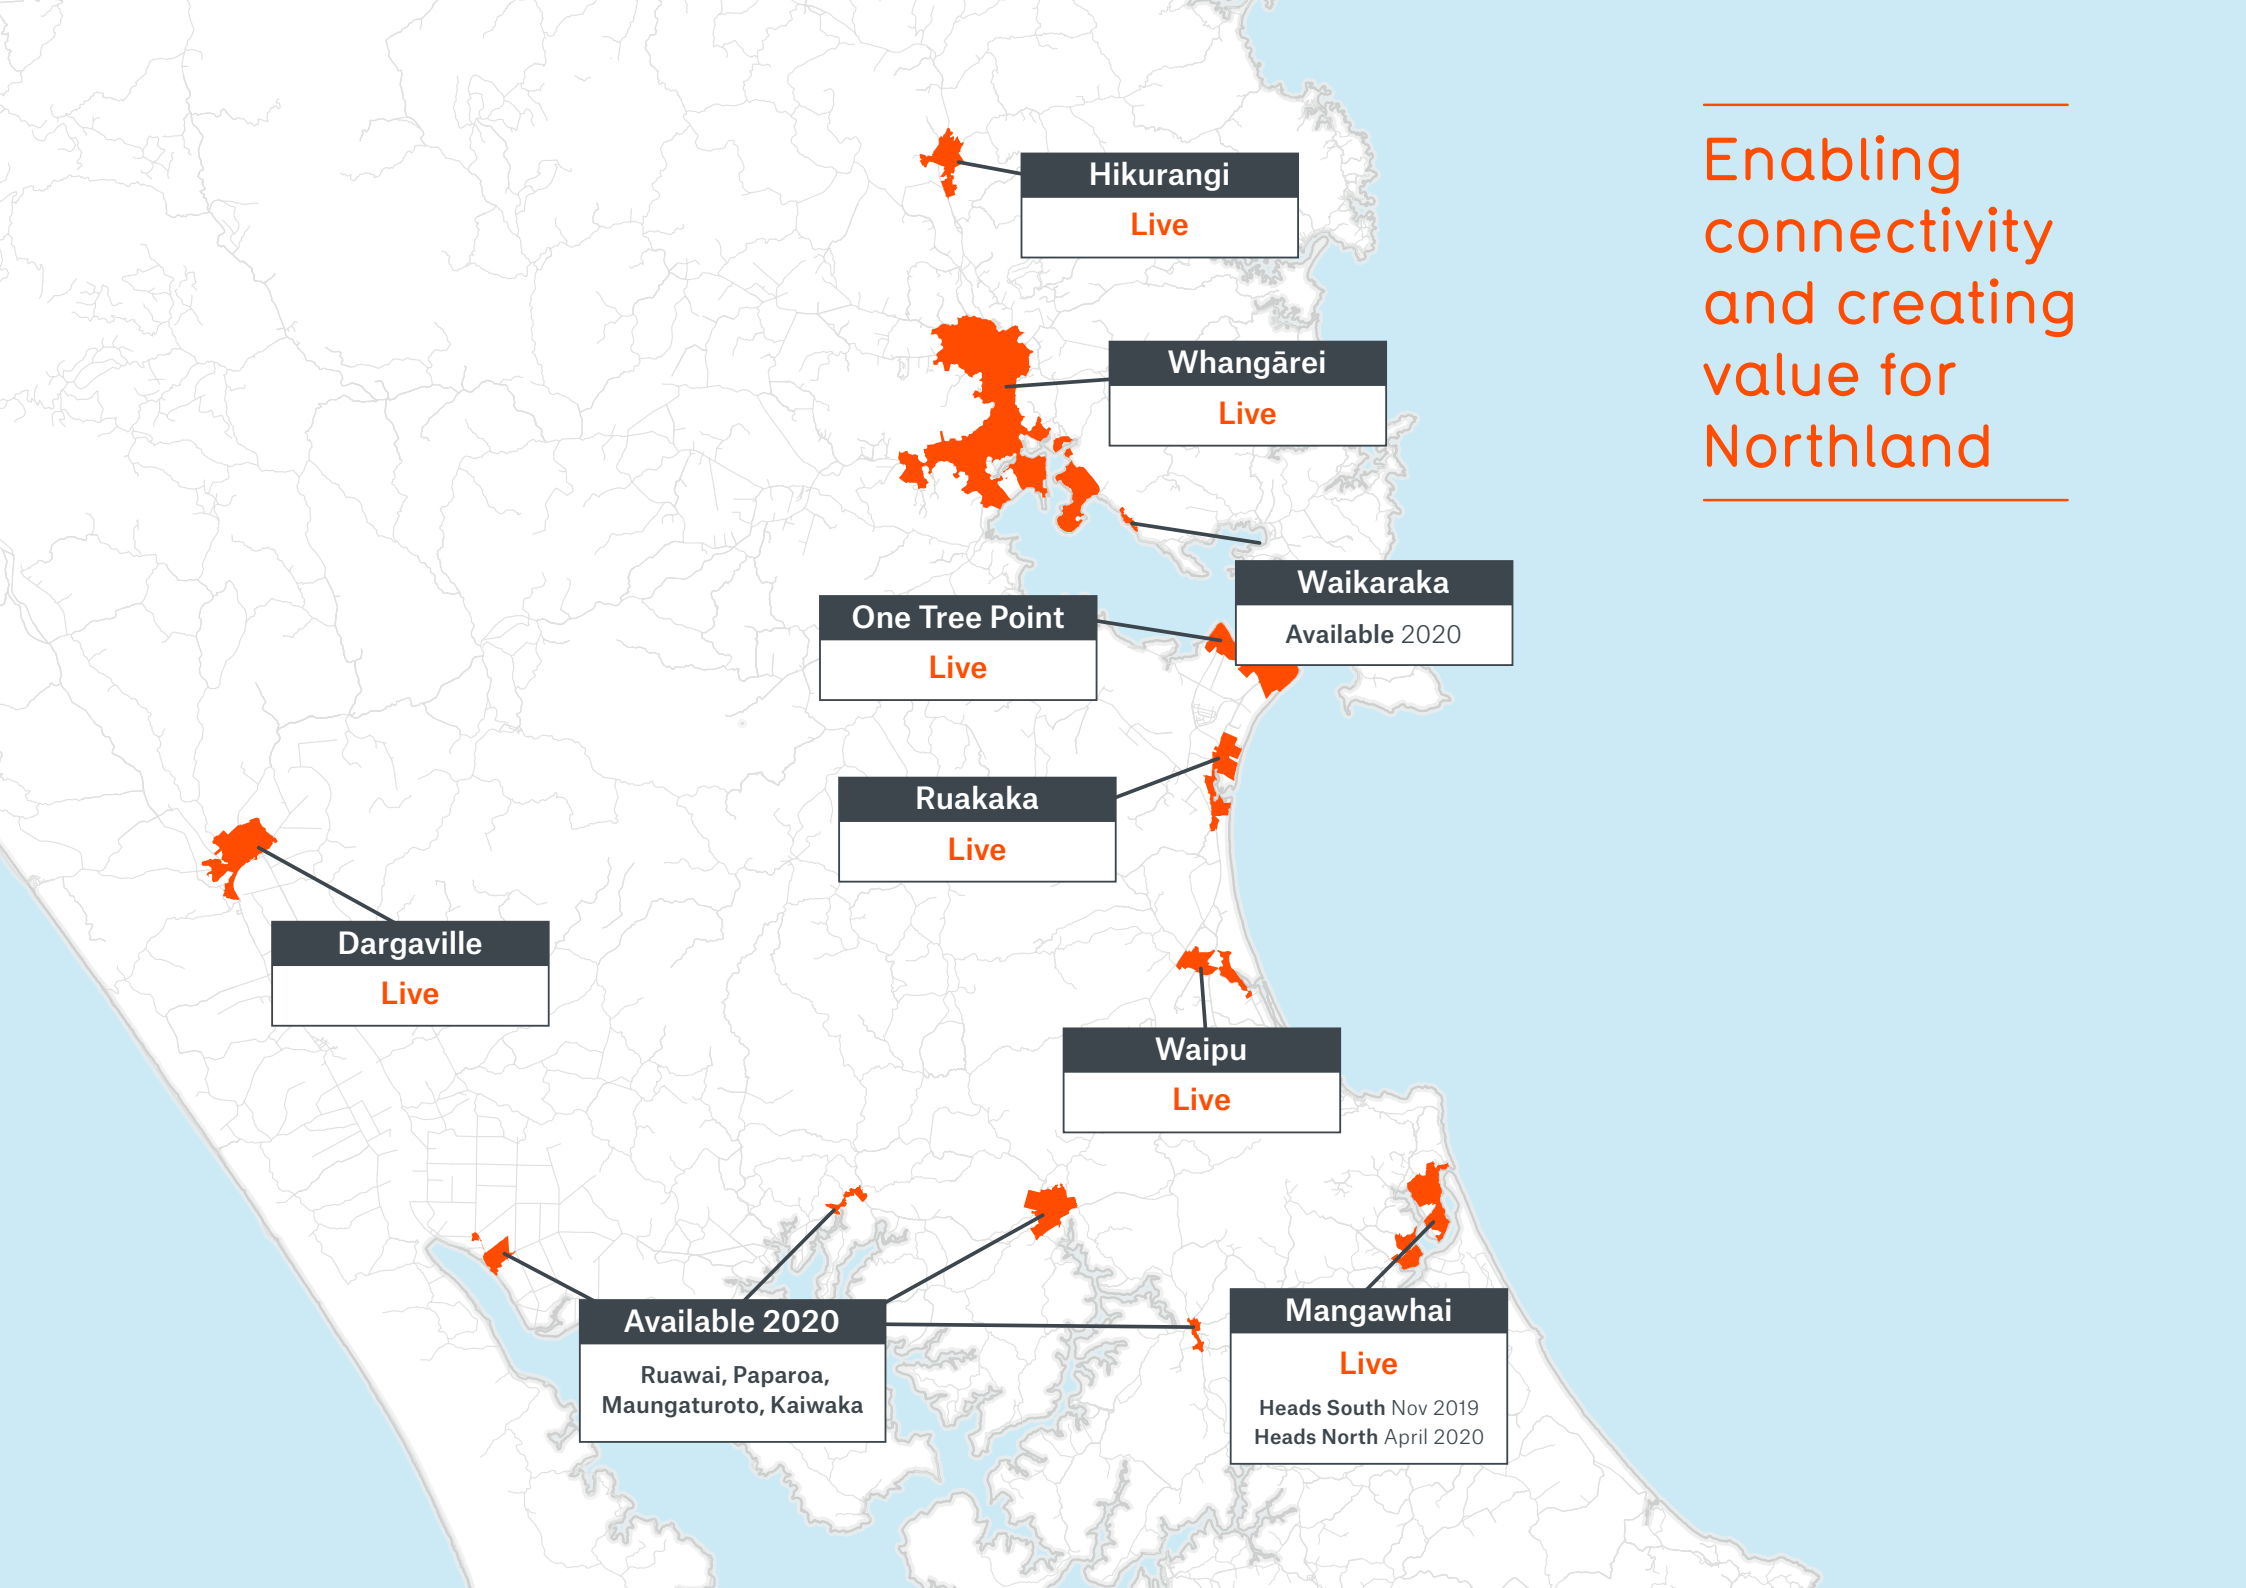 Enabling
connectivity
and creating
value for
Northland
Hikurangi
Live
Whangārei
Live
Waikaraka
Available 2020
One Tree Point
Live
Ruakaka
Live
Dargaville
Live
Waipu
Live
Available 2020
Ruawai, Paparoa,
Maungaturoto, Kaiwaka
Mangawhai
Live
Heads South Nov 2019
Heads North April 2020